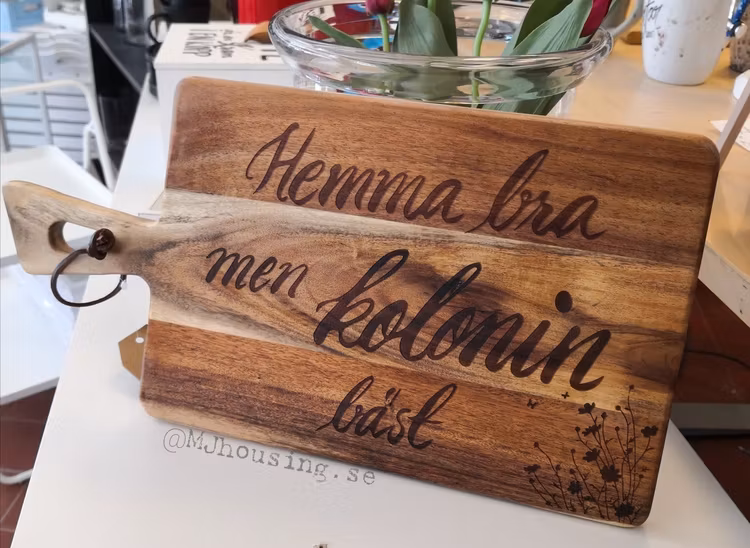 Hemma bra
men kolonin
bäst
@MJhousing.se